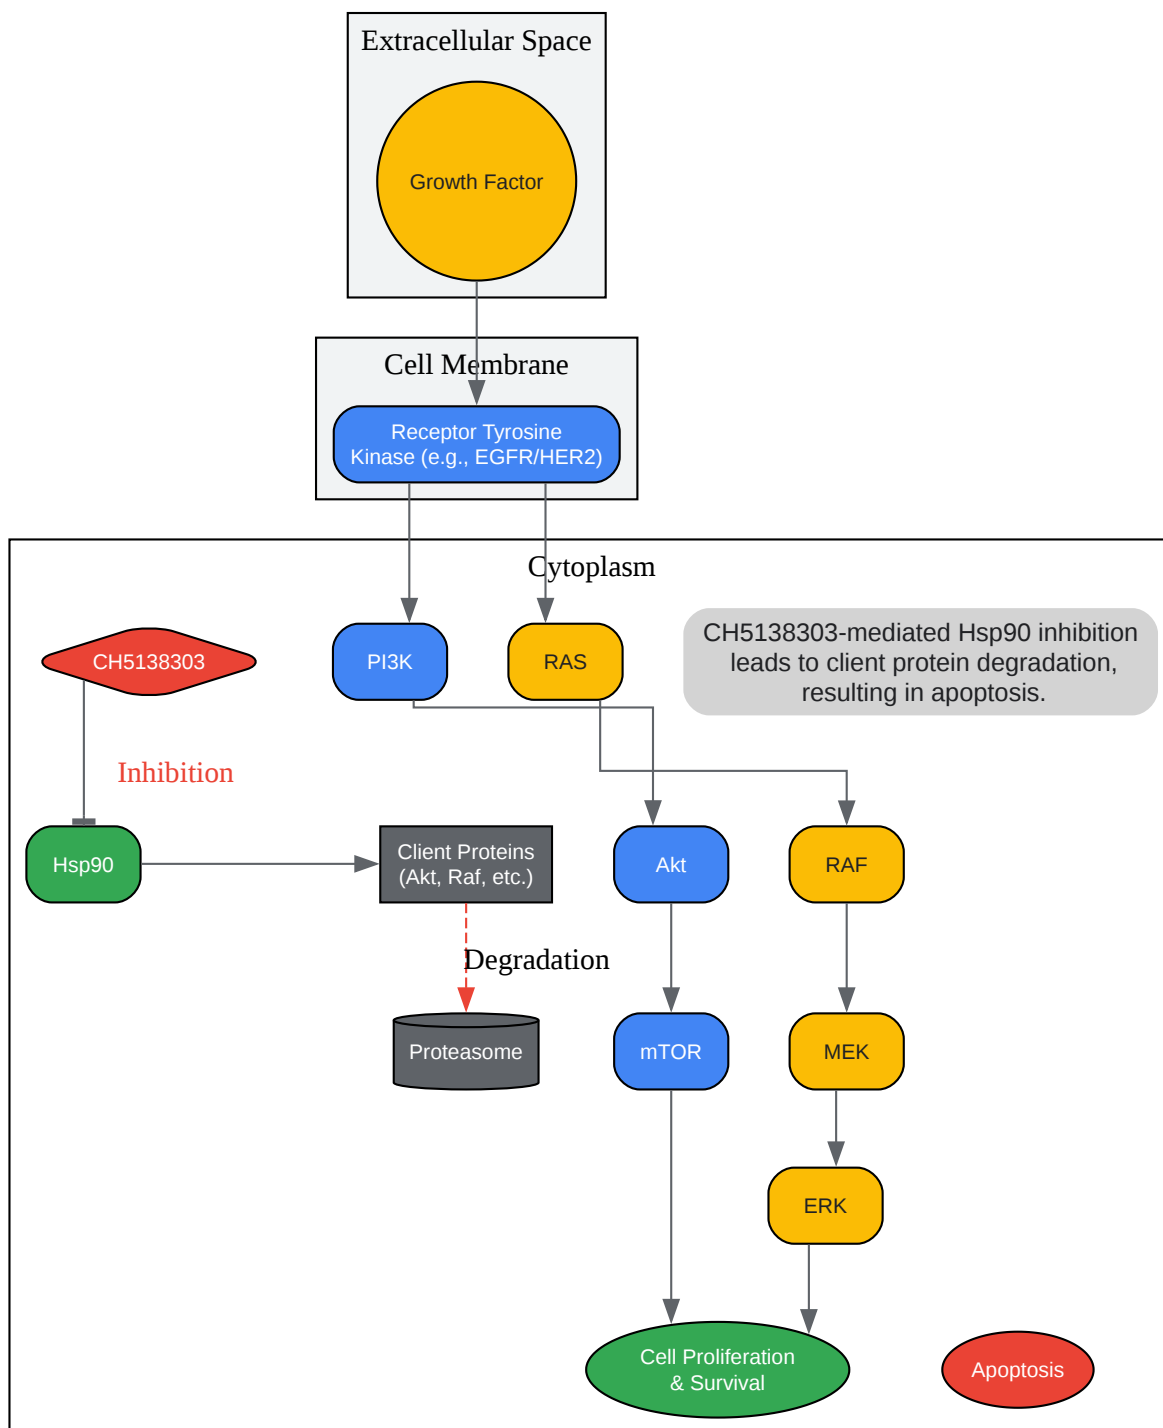 Extracellular Space
Growth Factor
Cell Membrane
Receptor Tyrosine
Kinase (e.g., EGFR/HER2)
Cytoplasm
CH5138303
PI3K
RAS
CH5138303-mediated Hsp90 inhibition
leads to client protein degradation,
resulting in apoptosis.
Inhibition
Hsp90
Client Proteins
(Akt, Raf, etc.)
Akt
RAF
Degradation
Proteasome
mTOR
MEK
ERK
Cell Proliferation
& Survival
Apoptosis